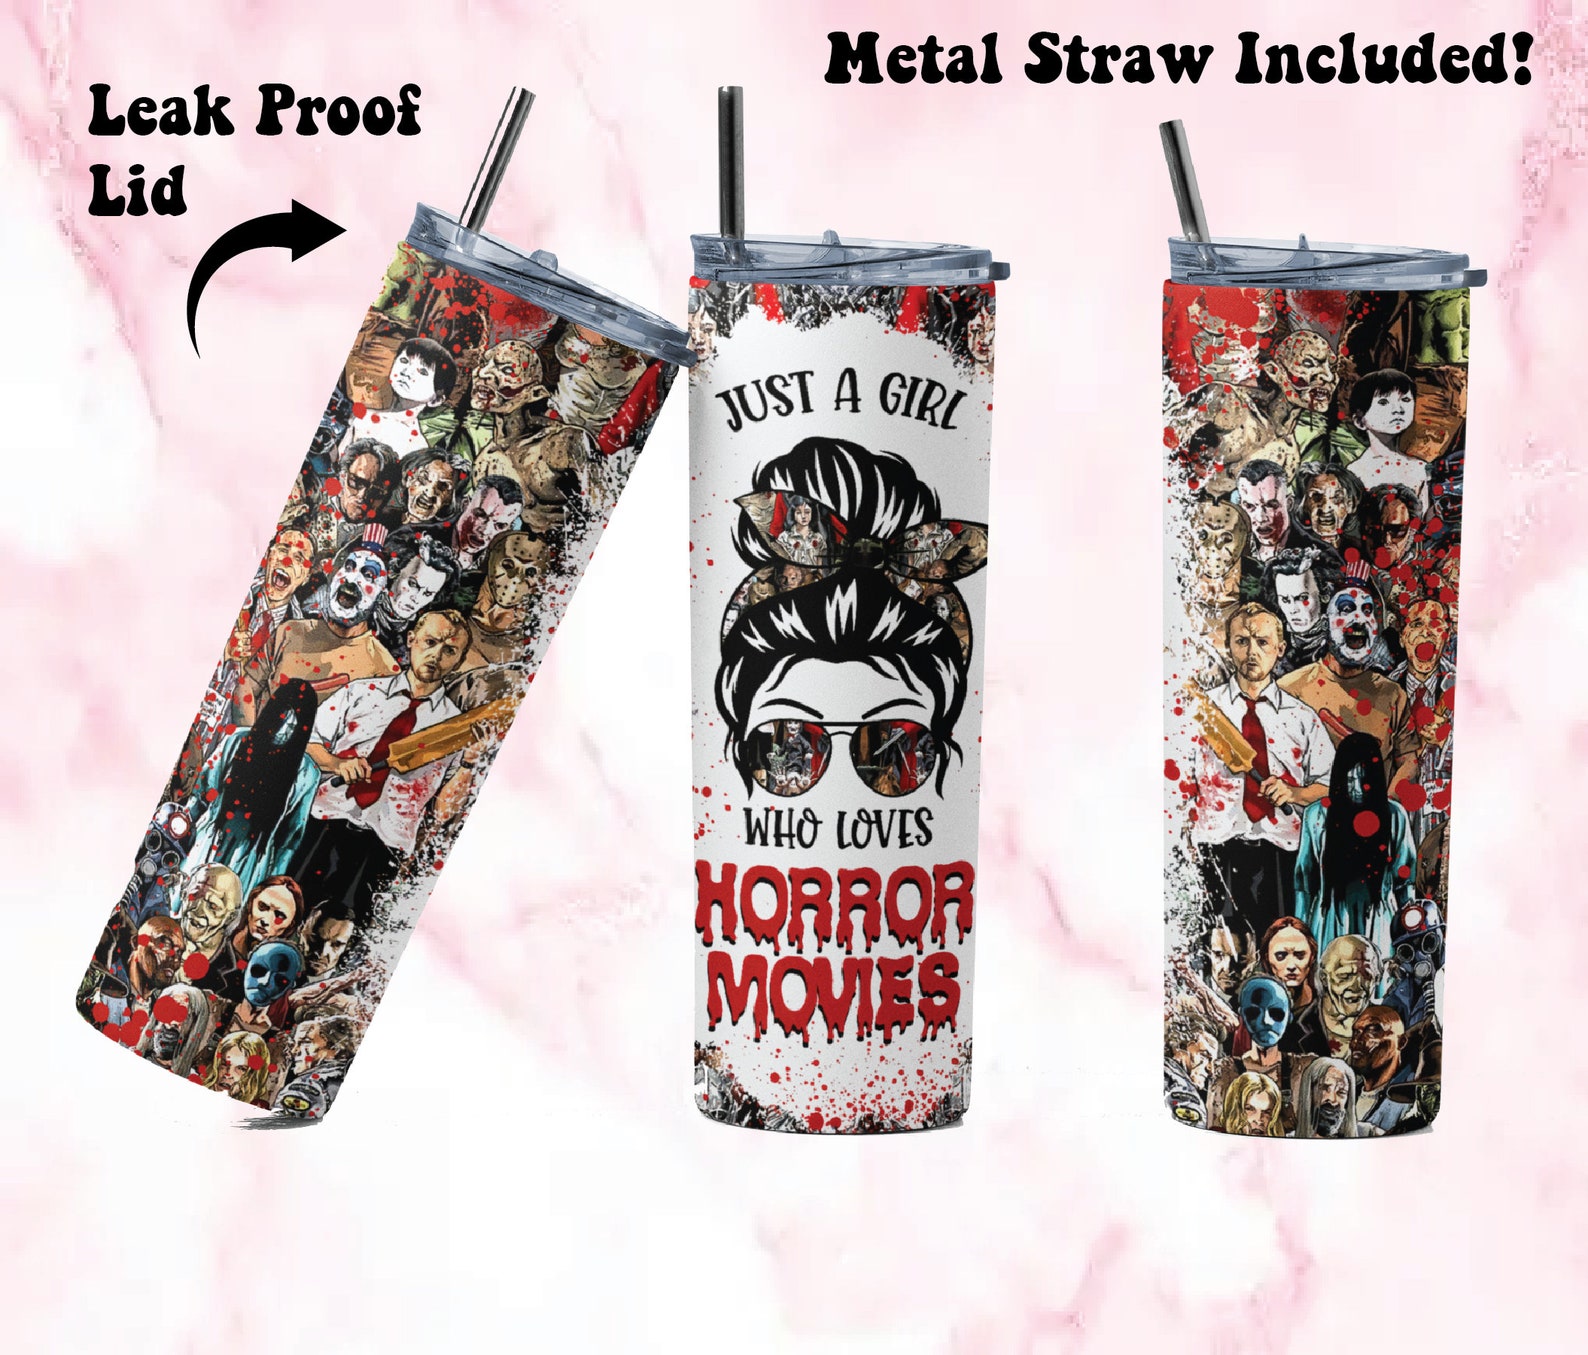 Metal Straw Included!
Leak Proof
Lid
JUST A GIRL
WHO LOVES
HORROR
MOVIES